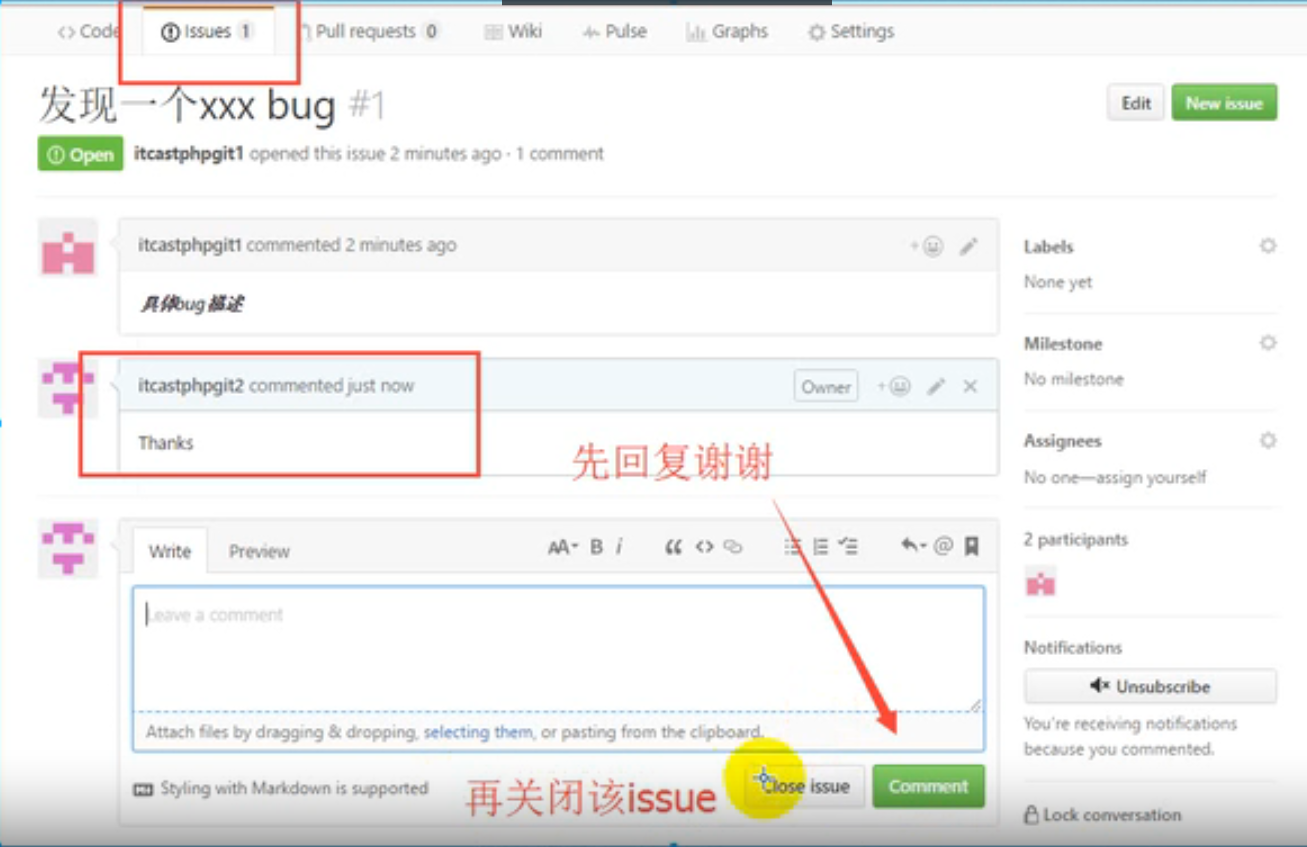 Code Issues 1 Pull requests 0 Wiki Pulse Graphs Settings
发现一个xxx bug #1
Edit New issue
Open itcastphpgit1 opened this issue 2 minutes ago · 1 comment
itcastphpgit1 commented 2 minutes ago
具体bug描述
itcastphpgit2 commented just now Owner
Thanks
先回复谢谢
Write Preview AA B i
Leave a comment
Attach files by dragging & dropping, selecting them, or pasting from the clipboard.
Styling with Markdown is supported
再关闭该issue
Close issue Comment
Labels
None yet
Milestone
No milestone
Assignees
No one—assign yourself
2 participants
Notifications
Unsubscribe
You're receiving notifications
because you commented.
Lock conversation